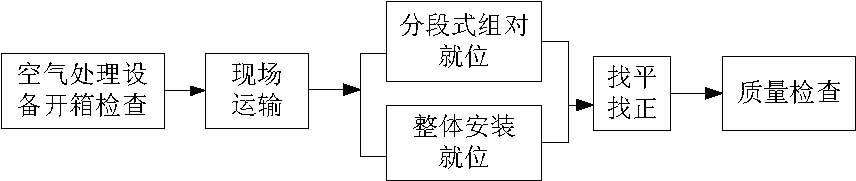 空气处理设
备开箱检查
现场
运输
分段式组对
就位
整体安装
就位
找平
找正
质量检查